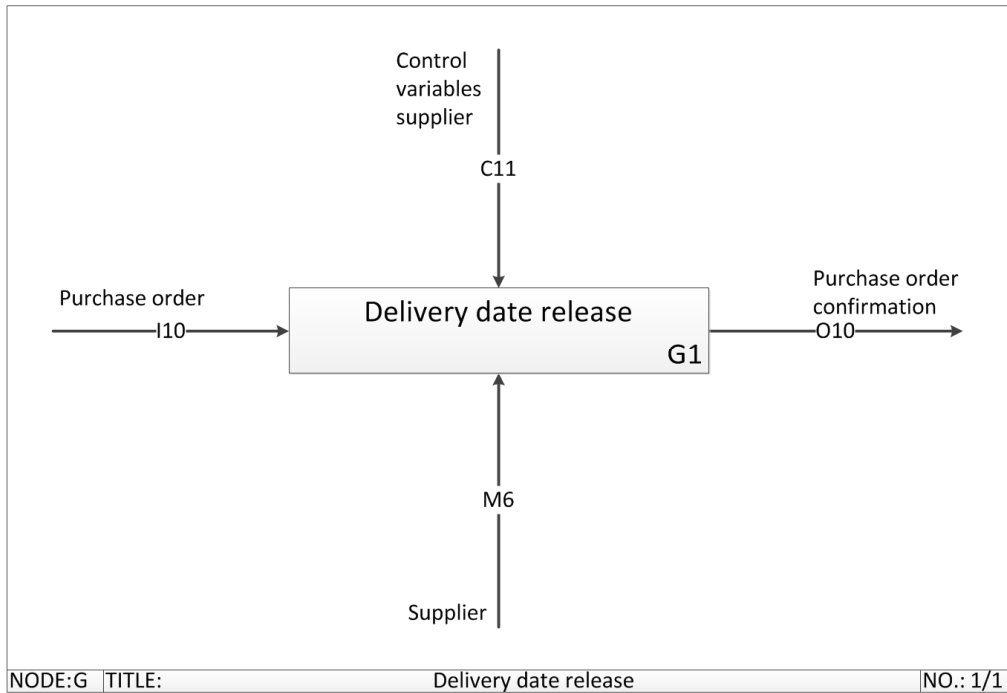 Control
variables
supplier
C11
Purchase order
I10
Delivery date release
G1
Purchase order
confirmation
O10
M6
Supplier
NODE:G TITLE: Delivery date release NO.: 1/1